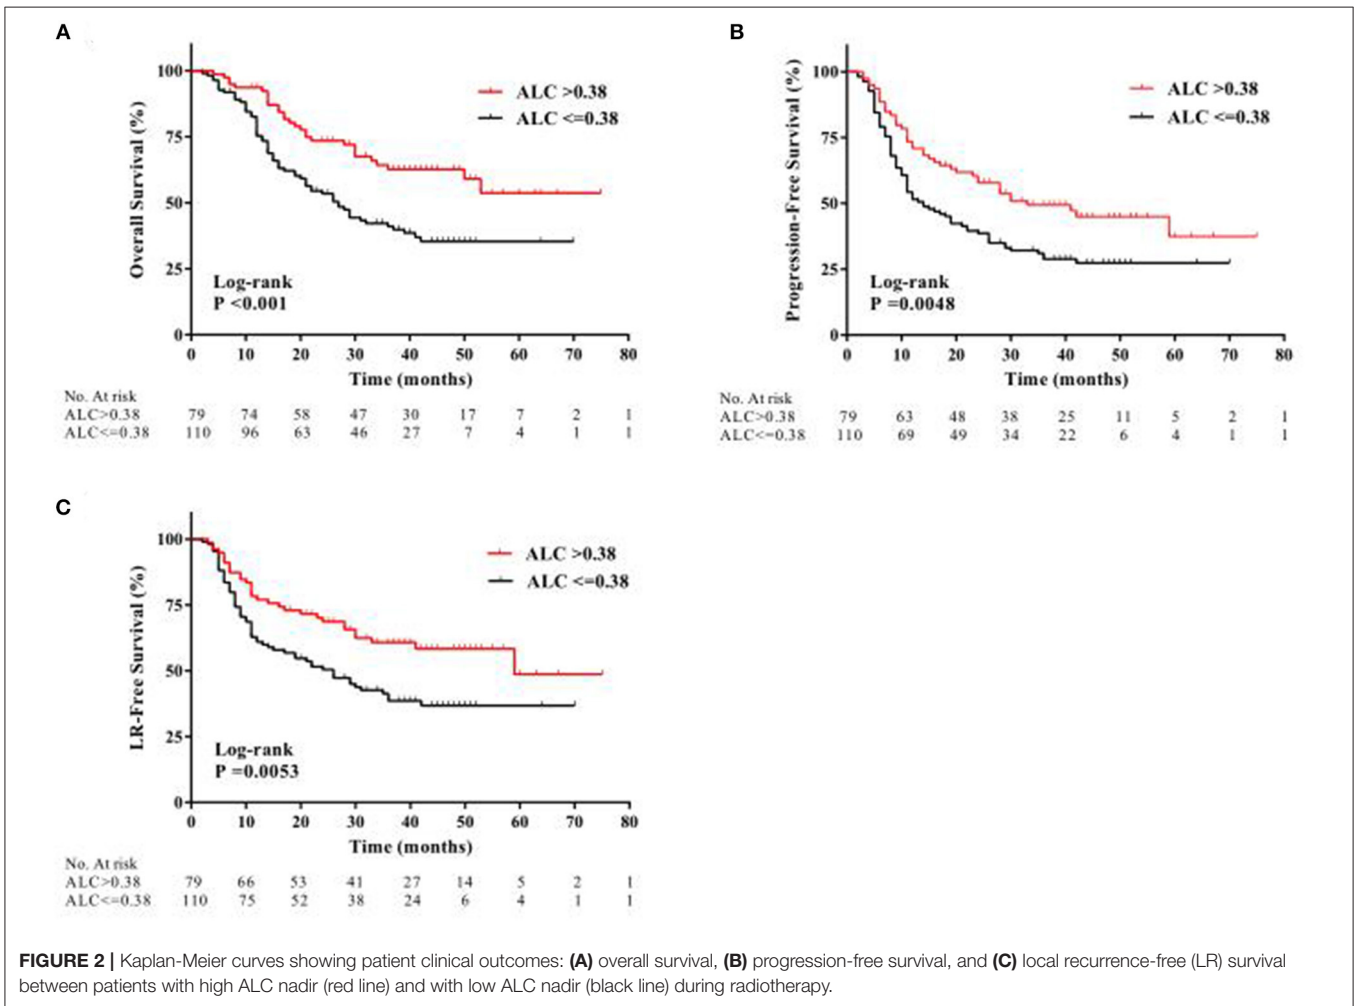 A
Overall Survival (%)
100
75
50
25
0
ALC >0.38
ALC <=0.38
Log-rank
P <0.001
0 10 20 30 40 50 60 70 80
Time (months)
No. At risk
ALC>0.38 79 74 58 47 30 17 7 2 1
ALC<=0.38 110 96 63 46 27 7 4 1 1
B
Progression-Free Survival (%)
100
75
50
25
0
ALC >0.38
ALC <=0.38
Log-rank
P =0.0048
0 10 20 30 40 50 60 70 80
Time (months)
No. At risk
ALC>0.38 79 63 48 38 25 11 5 2 1
ALC<=0.38 110 69 49 34 22 6 4 1 1
C
LR-Free Survival (%)
100
75
50
25
0
ALC >0.38
ALC <=0.38
Log-rank
P =0.0053
0 10 20 30 40 50 60 70 80
Time (months)
No. At risk
ALC>0.38 79 66 53 41 27 14 5 2 1
ALC<=0.38 110 75 52 38 24 6 4 1 1
FIGURE 2 | Kaplan-Meier curves showing patient clinical outcomes: (A) overall survival, (B) progression-free survival, and (C) local recurrence-free (LR) survival
between patients with high ALC nadir (red line) and with low ALC nadir (black line) during radiotherapy.